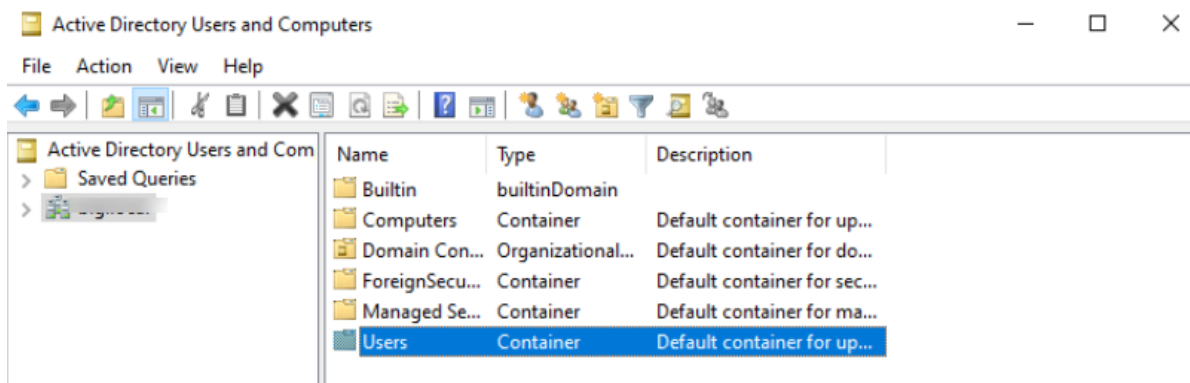 Active Directory Users and Computers
File Action View Help
Active Directory Users and Com
Saved Queries
Name Type Description
Builtin builtinDomain
Computers Container Default container for up...
Domain Con... Organizational... Default container for do...
ForeignSecu... Container Default container for sec...
Managed Se... Container Default container for ma...
Users Container Default container for up...